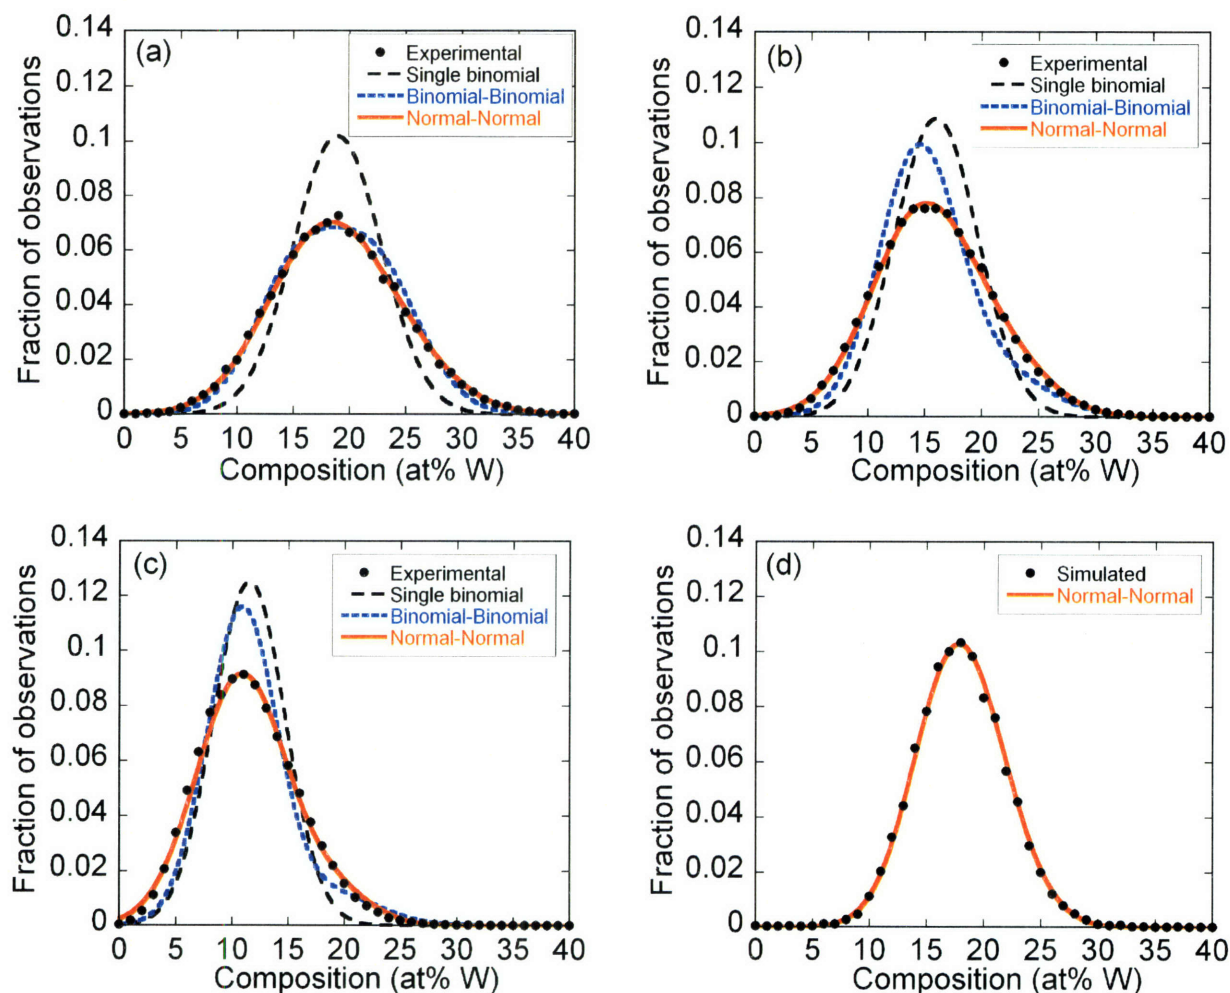 (a)
Experimental
Single binomial
Binomial-Binomial
Normal-Normal
Fraction of observations
0.14
0.12
0.1
0.08
0.06
0.04
0.02
0
0 5 10 15 20 25 30 35 40
Composition (at% W)
(b)
Experimental
Single binomial
Binomial-Binomial
Normal-Normal
Fraction of observations
0.14
0.12
0.1
0.08
0.06
0.04
0.02
0
0 5 10 15 20 25 30 35 40
Composition (at% W)
(c)
Experimental
Single binomial
Binomial-Binomial
Normal-Normal
Fraction of observations
0.14
0.12
0.1
0.08
0.06
0.04
0.02
0
0 5 10 15 20 25 30 35 40
Composition (at% W)
(d)
Simulated
Normal-Normal
Fraction of observations
0.14
0.12
0.1
0.08
0.06
0.04
0.02
0
0 5 10 15 20 25 30 35 40
Composition (at% W)